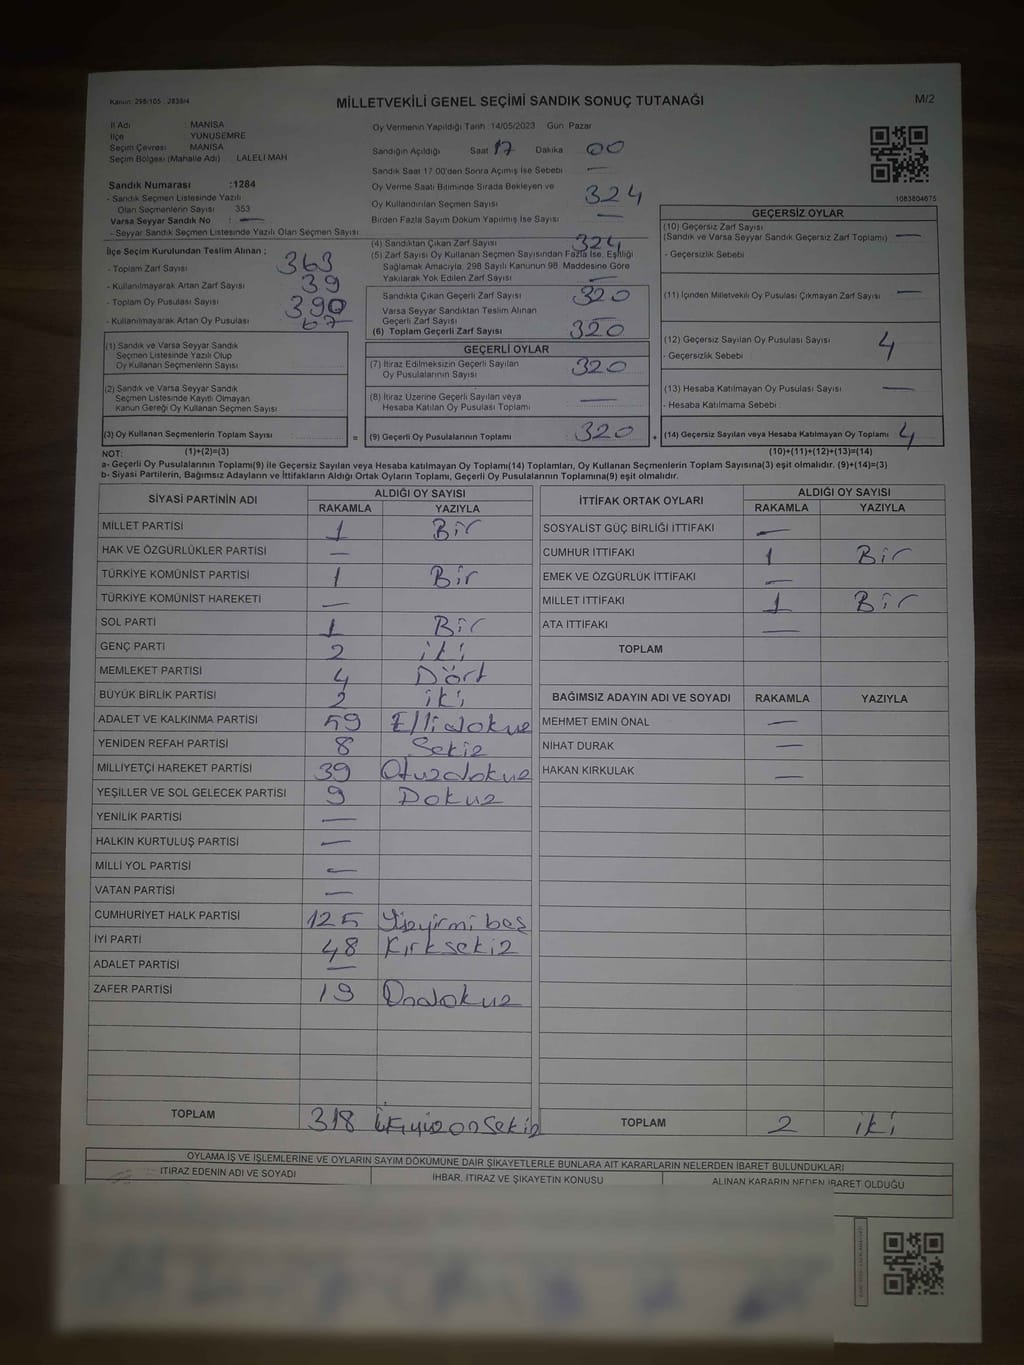 Kanun: 298/105 , 2839/4
MİLLETVEKİLİ GENEL SEÇİMİ SANDIK SONUÇ TUTANAĞI
M/2
İl Adı : MANİSA
İlçe : YUNUSEMRE
Seçim Çevresi : MANİSA
Seçim Bölgesi (Mahalle Adı) : LALELİ MAH
Sandık Numarası :1284
- Sandık Seçmen Listesinde Yazılı
Olan Seçmenlerin Sayısı : 353
Varsa Seyyar Sandık No : —
- Seyyar Sandık Seçmen Listesinde Yazılı Olan Seçmen Sayısı:
İlçe Seçim Kurulundan Teslim Alınan ;
- Toplam Zarf Sayısı : 363
- Kullanılmayarak Artan Zarf Sayısı : 39
- Toplam Oy Pusulası Sayısı : 390
- Kullanılmayarak Artan Oy Pusulası : 67
(1) Sandık ve Varsa Seyyar Sandık
Seçmen Listesinde Yazılı Olup
Oy Kullanan Seçmenlerin Sayısı :
(2) Sandık ve Varsa Seyyar Sandık
Seçmen Listesinde Kayıtlı Olmayan
Kanun Gereği Oy Kullanan Seçmen Sayısı :
(3) Oy Kullanan Seçmenlerin Toplam Sayısı :
(1)+(2)=(3)
Oy Vermenin Yapıldığı Tarih :14/05/2023 Gün: Pazar
Sandığın Açıldığı Saat 17 Dakika 00
Sandık Saat 17.00'den Sonra Açımış İse Sebebi : —
Oy Verme Saati Bitiminde Sırada Bekleyen ve
Oy Kullandırılan Seçmen Sayısı : 324
Birden Fazla Sayım Döküm Yapılmış İse Sayısı : —
(4) Sandıktan Çıkan Zarf Sayısı : 324
(5) Zarf Sayısı Oy Kullanan Seçmen Sayısından Fazla İse, Eşitliği
Sağlamak Amacıyla, 298 Sayılı Kanunun 98. Maddesine Göre
Yakılarak Yok Edilen Zarf Sayısı : —
Sandıkta Çıkan Geçerli Zarf Sayısı : 320
Varsa Seyyar Sandıktan Teslim Alınan
Geçerli Zarf Sayısı :
(6) Toplam Geçerli Zarf Sayısı : 320
GEÇERLİ OYLAR
(7) İtiraz Edilmeksizin Geçerli Sayılan
Oy Pusulalarının Sayısı : 320
(8) İtiraz Üzerine Geçerli Sayılan veya
Hesaba Katılan Oy Pusulası Toplamı : —
= (9) Geçerli Oy Pusulalarının Toplamı : 320
1083804675
GEÇERSİZ OYLAR
(10) Geçersiz Zarf Sayısı :
(Sandık ve Varsa Seyyar Sandık Geçersiz Zarf Toplamı) —
- Geçersizlik Sebebi :
(11) İçinden Milletvekili Oy Pusulası Çıkmayan Zarf Sayısı : —
(12) Geçersiz Sayılan Oy Pusulası Sayısı : 4
- Geçersizlik Sebebi :
(13) Hesaba Katılmayan Oy Pusulası Sayısı : —
- Hesaba Katılmama Sebebi :
+ (14) Geçersiz Sayılan veya Hesaba Katılmayan Oy Toplamı : 4
(10)+(11)+(12)+(13)=(14)
NOT:
a- Geçerli Oy Pusulalarının Toplamı(9) ile Geçersiz Sayılan veya Hesaba katılmayan Oy Toplamı(14) Toplamları, Oy Kullanan Seçmenlerin Toplam Sayısına(3) eşit olmalıdır. (9)+(14)=(3)
b- Siyasi Partilerin, Bağımsız Adayların ve İttifakların Aldığı Ortak Oyların Toplamı, Geçerli Oy Pusulalarının Toplamına(9) eşit olmalıdır.
SİYASİ PARTİNİN ADI
ALDIĞI OY SAYISI
RAKAMLA YAZIYLA
MİLLET PARTİSİ 1 Bir
HAK VE ÖZGÜRLÜKLER PARTİSİ —
TÜRKİYE KOMÜNİST PARTİSİ 1 Bir
TÜRKİYE KOMÜNİST HAREKETİ —
SOL PARTİ 1 Bir
GENÇ PARTİ 2 iki
MEMLEKET PARTİSİ 4 Dört
BÜYÜK BİRLİK PARTİSİ 2 iki
ADALET VE KALKINMA PARTİSİ 59 Ellidokuz
YENİDEN REFAH PARTİSİ 8 Sekiz
MİLLİYETÇİ HAREKET PARTİSİ 39 Otuzdokuz
YEŞİLLER VE SOL GELECEK PARTİSİ 9 Dokuz
YENİLİK PARTİSİ —
HALKIN KURTULUŞ PARTİSİ —
MİLLİ YOL PARTİSİ —
VATAN PARTİSİ —
CUMHURİYET HALK PARTİSİ 125
İYİ PARTİ 48 Kırksekiz
ADALET PARTİSİ —
ZAFER PARTİSİ 19 Ondokuz
TOPLAM 318
İTTİFAK ORTAK OYLARI
ALDIĞI OY SAYISI
RAKAMLA YAZIYLA
SOSYALİST GÜÇ BİRLİĞİ İTTİFAKI —
CUMHUR İTTİFAKI 1 Bir
EMEK VE ÖZGÜRLÜK İTTİFAKI —
MİLLET İTTİFAKI 1 Bir
ATA İTTİFAKI —
TOPLAM
BAĞIMSIZ ADAYIN ADI VE SOYADI RAKAMLA YAZIYLA
MEHMET EMİN ÖNAL —
NİHAT DURAK —
HAKAN KIRKULAK —
TOPLAM 2 iki
OYLAMA İŞ VE İŞLEMLERİNE VE OYLARIN SAYIM DÖKÜMÜNE DAİR ŞİKAYETLERLE BUNLARA AİT KARARLARIN NELERDEN İBARET BULUNDUKLARI
İTİRAZ EDENİN ADI VE SOYADI
İHBAR, İTİRAZ VE ŞİKAYETİN KONUSU
ALINAN KARARIN NEDEN İBARET OLDUĞU